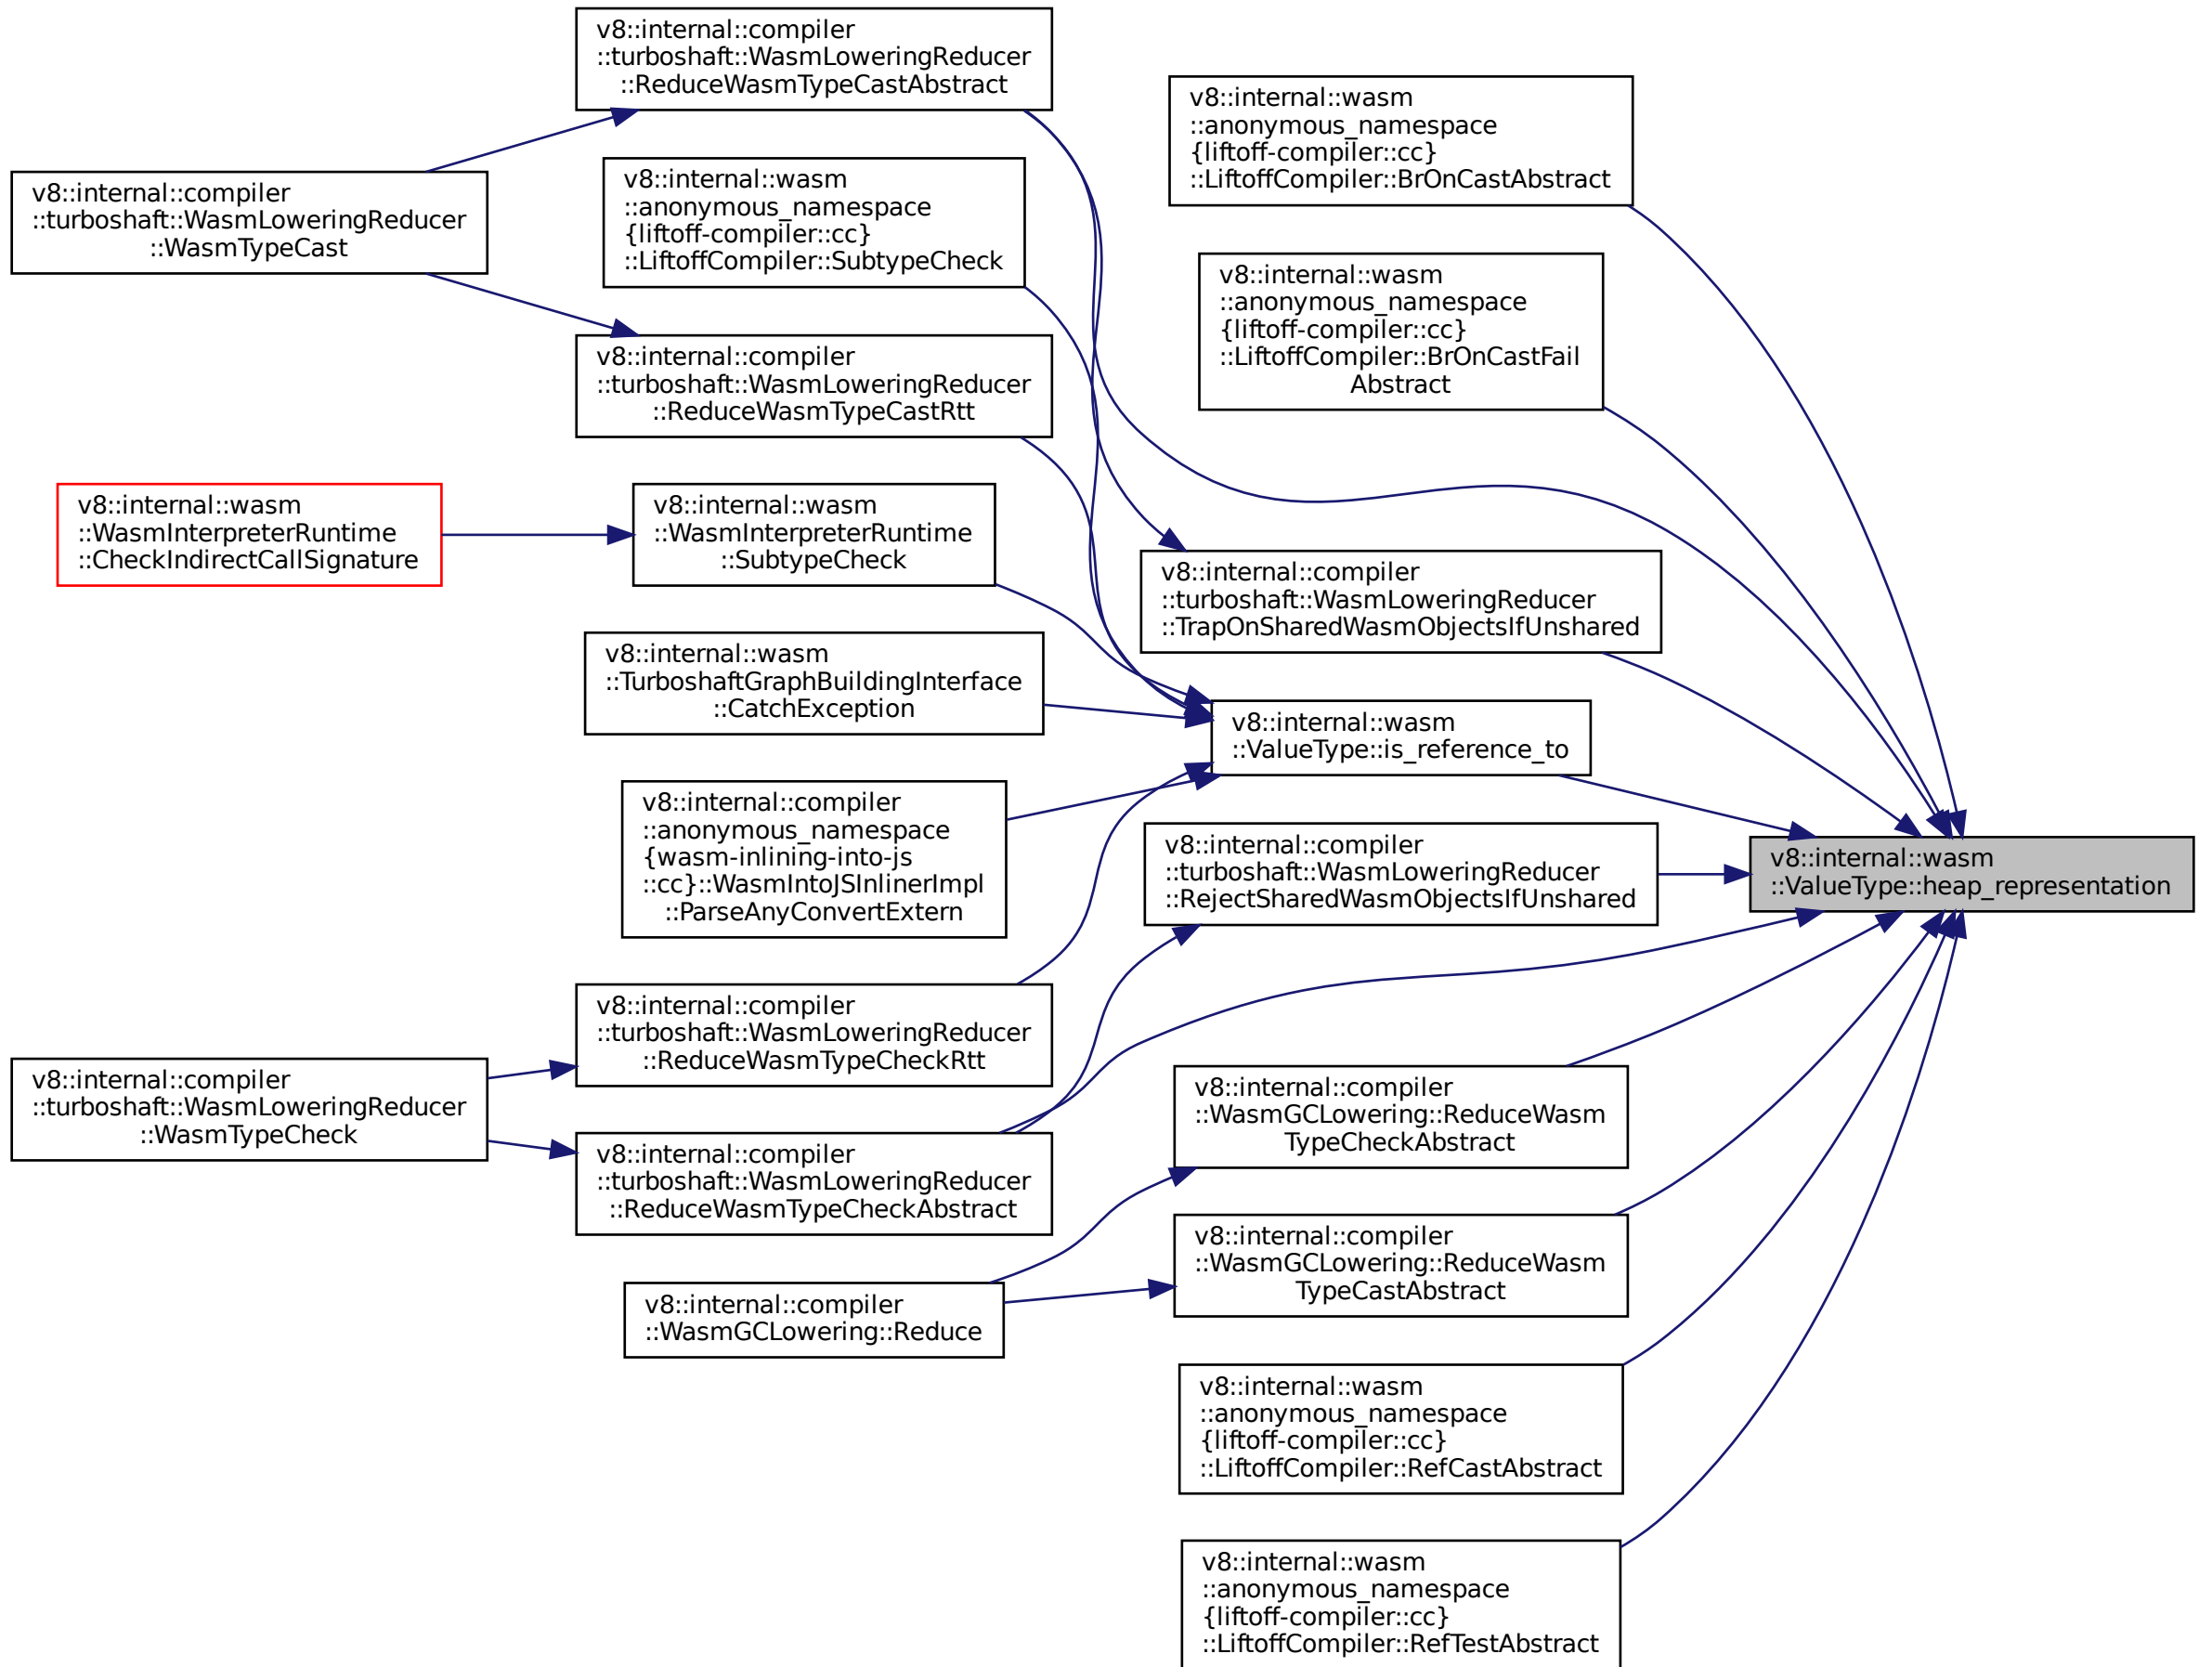 v8::internal::compiler
::turboshaft::WasmLoweringReducer
::ReduceWasmTypeCastAbstract
v8::internal::wasm
::anonymous_namespace
{liftoff-compiler::cc}
::LiftoffCompiler::BrOnCastAbstract
v8::internal::compiler
::turboshaft::WasmLoweringReducer
::WasmTypeCast
v8::internal::wasm
::anonymous_namespace
{liftoff-compiler::cc}
::LiftoffCompiler::SubtypeCheck
v8::internal::wasm
::anonymous_namespace
{liftoff-compiler::cc}
::LiftoffCompiler::BrOnCastFail
Abstract
v8::internal::compiler
::turboshaft::WasmLoweringReducer
::ReduceWasmTypeCastRtt
v8::internal::wasm
::WasmInterpreterRuntime
::CheckIndirectCallSignature
v8::internal::wasm
::WasmInterpreterRuntime
::SubtypeCheck
v8::internal::compiler
::turboshaft::WasmLoweringReducer
::TrapOnSharedWasmObjectsIfUnshared
v8::internal::wasm
::TurboshaftGraphBuildingInterface
::CatchException
v8::internal::wasm
::ValueType::is_reference_to
v8::internal::compiler
::anonymous_namespace
{wasm-inlining-into-js
::cc}::WasmIntoJSInlinerImpl
::ParseAnyConvertExtern
v8::internal::compiler
::turboshaft::WasmLoweringReducer
::RejectSharedWasmObjectsIfUnshared
v8::internal::wasm
::ValueType::heap_representation
v8::internal::compiler
::turboshaft::WasmLoweringReducer
::ReduceWasmTypeCheckRtt
v8::internal::compiler
::turboshaft::WasmLoweringReducer
::WasmTypeCheck
v8::internal::compiler
::WasmGCLowering::ReduceWasm
TypeCheckAbstract
v8::internal::compiler
::turboshaft::WasmLoweringReducer
::ReduceWasmTypeCheckAbstract
v8::internal::compiler
::WasmGCLowering::ReduceWasm
TypeCastAbstract
v8::internal::compiler
::WasmGCLowering::Reduce
v8::internal::wasm
::anonymous_namespace
{liftoff-compiler::cc}
::LiftoffCompiler::RefCastAbstract
v8::internal::wasm
::anonymous_namespace
{liftoff-compiler::cc}
::LiftoffCompiler::RefTestAbstract